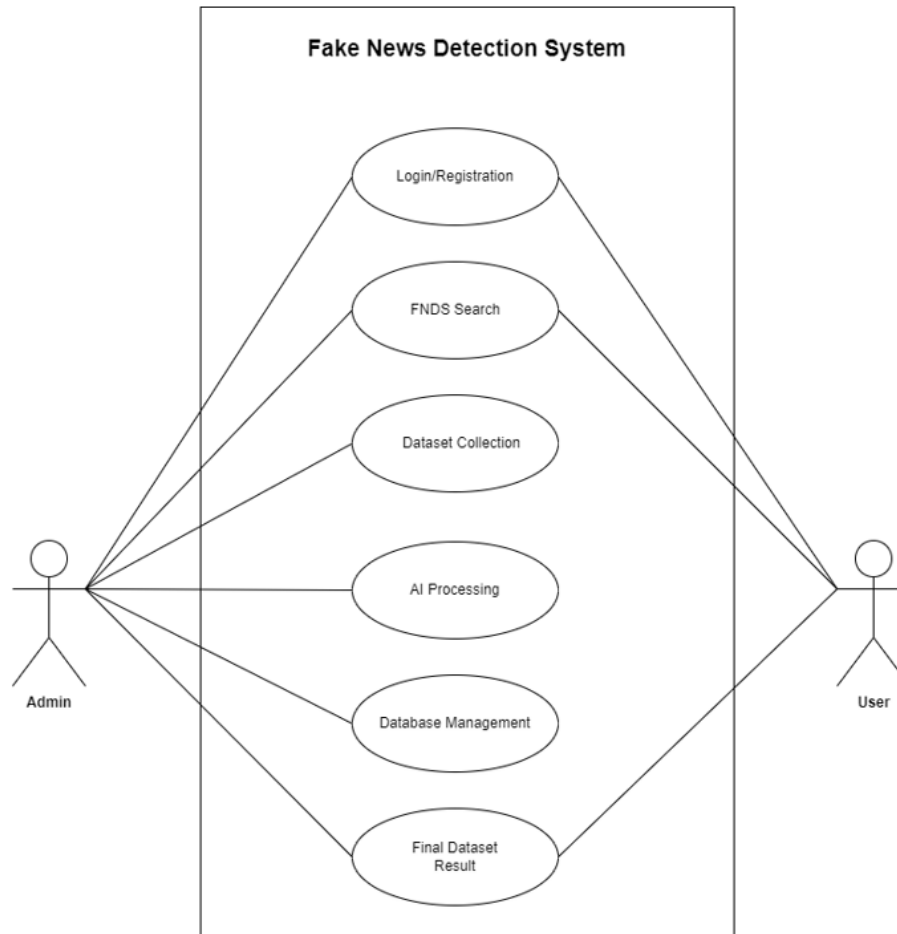 Fake News Detection System
Login/Registration
FNDS Search
Dataset Collection
AI Processing
Admin
User
Database Management
Final Dataset
Result